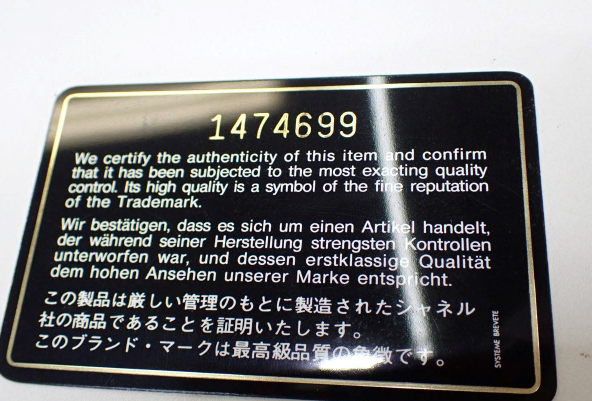 1474699
We certify the authenticity of this item and confirm
that it has been subjected to the most exacting quality
control. Its high quality is a symbol of the fine reputation
of the Trademark.
Wir bestätigen, dass es sich um einen Artikel handelt,
der während seiner Herstellung strengsten Kontrollen
unterworfen war, und dessen erstklassige Qualität
dem hohen Ansehen unserer Marke entspricht.
この製品は厳しい管理のもとに製造されたシャネル
社の商品であることを証明いたします。
このブランド・マークは最高級品質の象徴です。
SYSTEME BREVETE